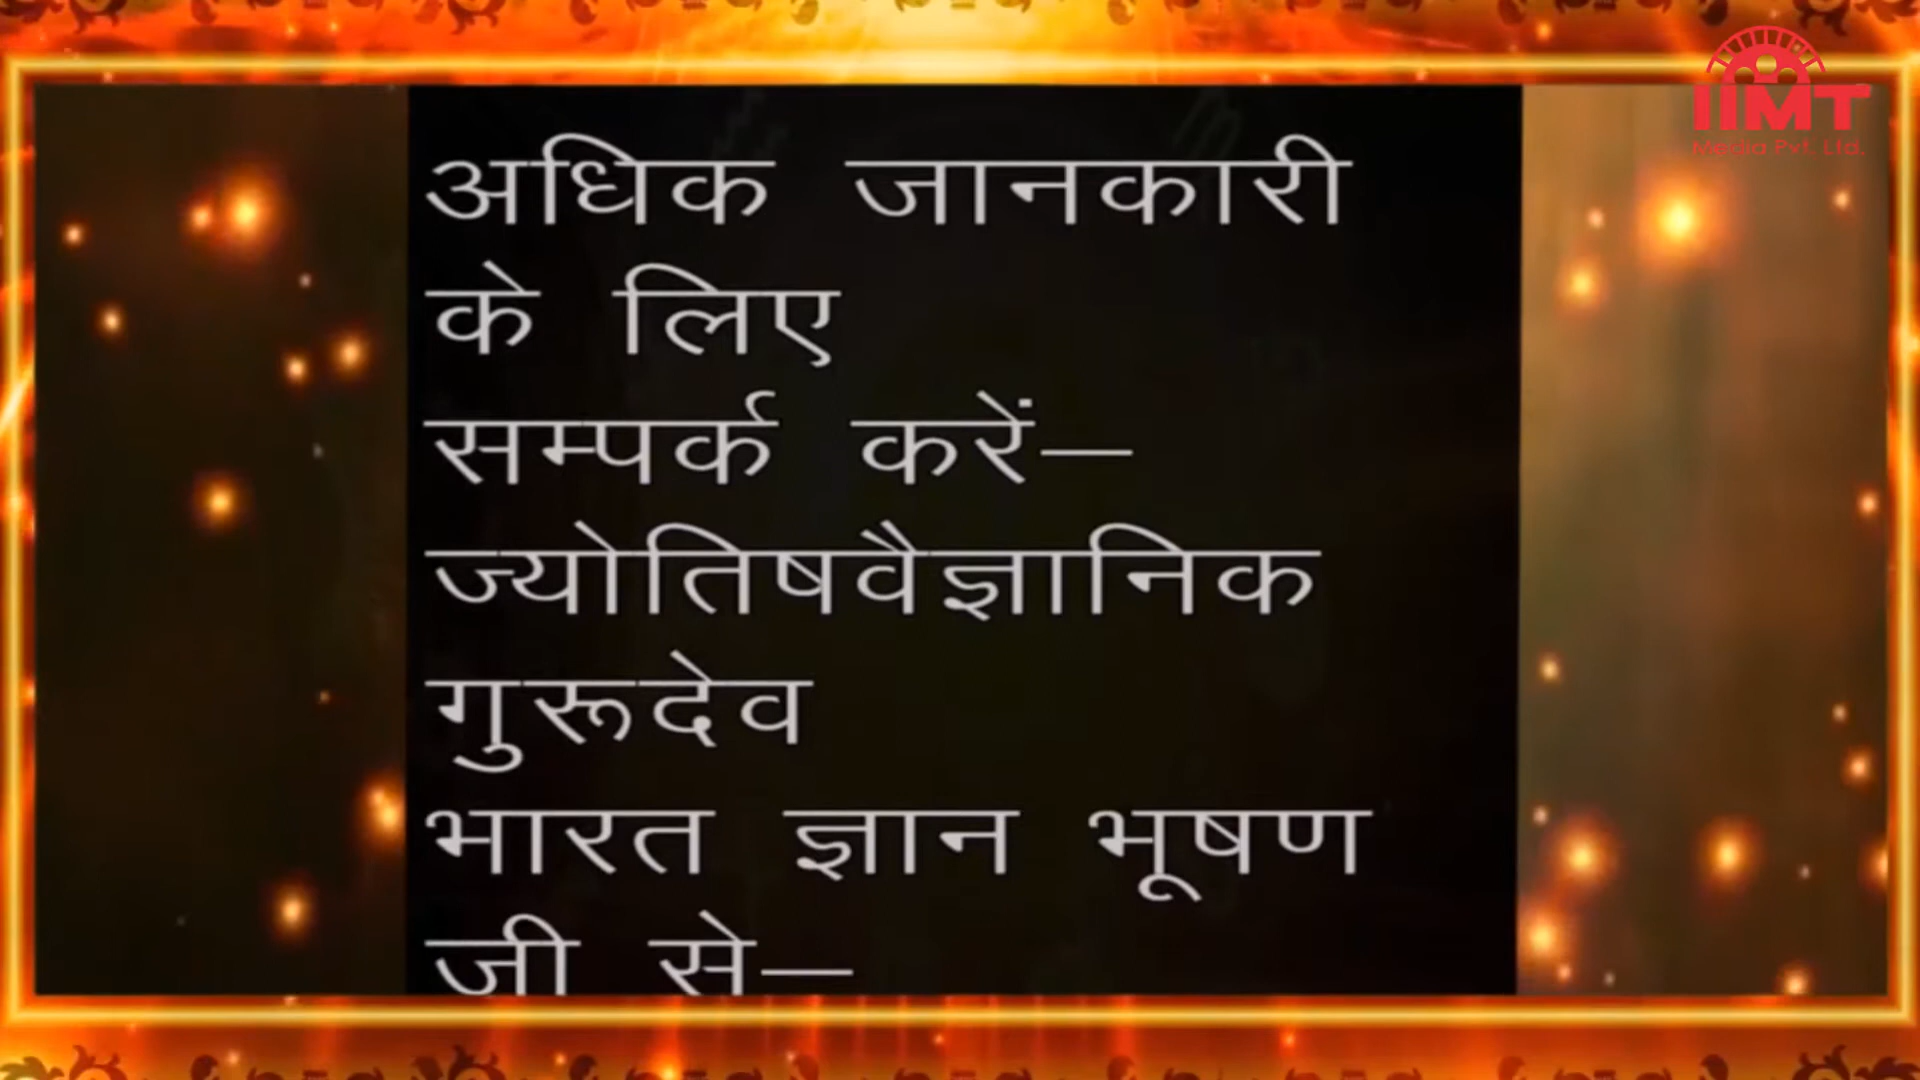 IIMT
Media Pvt. Ltd.
अधिक जानकारी
के लिए
सम्पर्क करें—
ज्योतिषवैज्ञानिक
गुरूदेव
भारत ज्ञान भूषण
जी से—